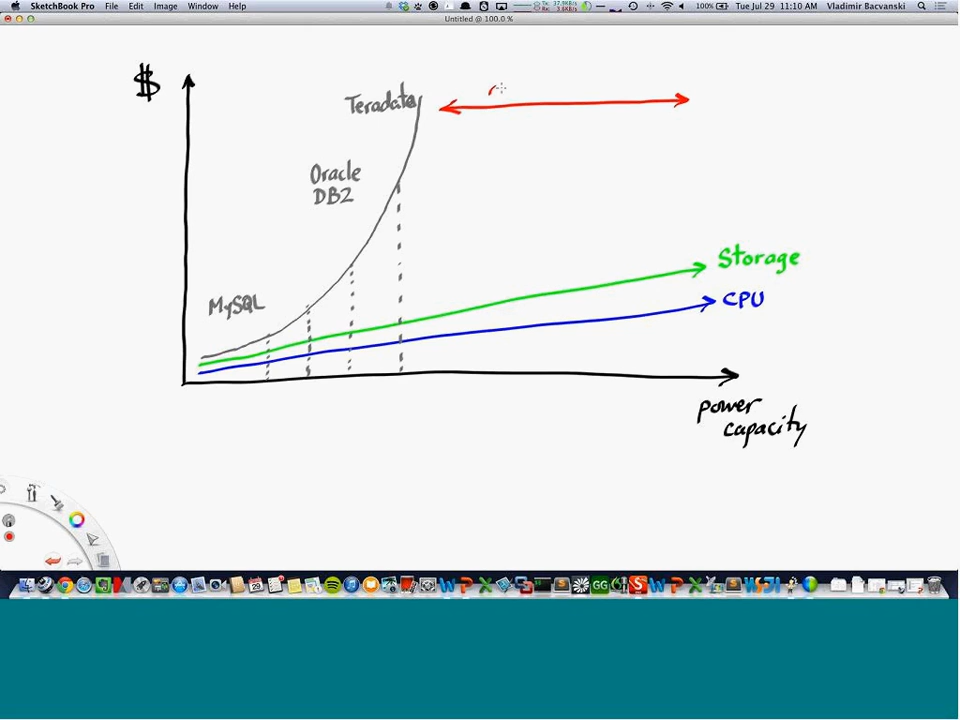 SketchBook Pro File Edit Image Window Help 100% Tue Jul 29 11:10 AM Vladimir Bacvanski
Untitled @ 100.0 %
$
Teradata
Oracle
DB2
Storage
MySQL
CPU
power
capacity